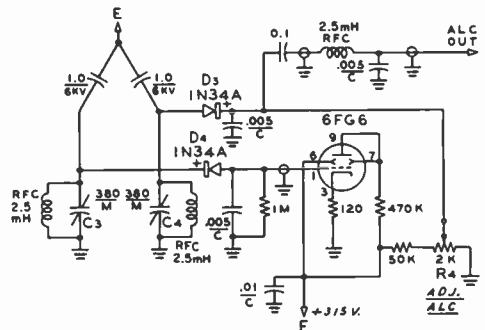 E
0.1
2.5mH
RFC
ALC
OUT
1.0
6KV
1.0
6KV
D3
1N34A
+
.005
C
.005
C
6FG6
D4
1N34A
+
9
6
7
1
3
RFC
2.5
mH
380
M
C3
380
M
C4
RFC
2.5mH
.005
C
1M
120
470K
50K
2K
R4
ADJ.
ALC
.01
C
+315V.
F